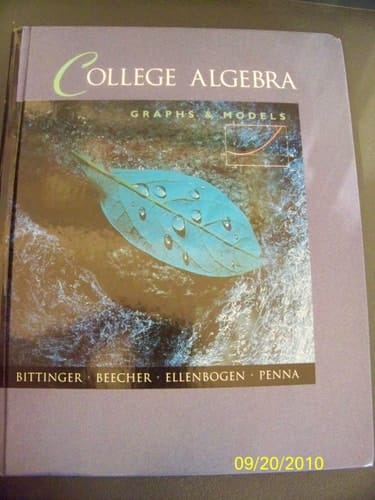 COLLEGE ALGEBRA
GRAPHS & MODELS
BITTINGER · BEECHER · ELLENBOGEN · PENNA
09/20/2010